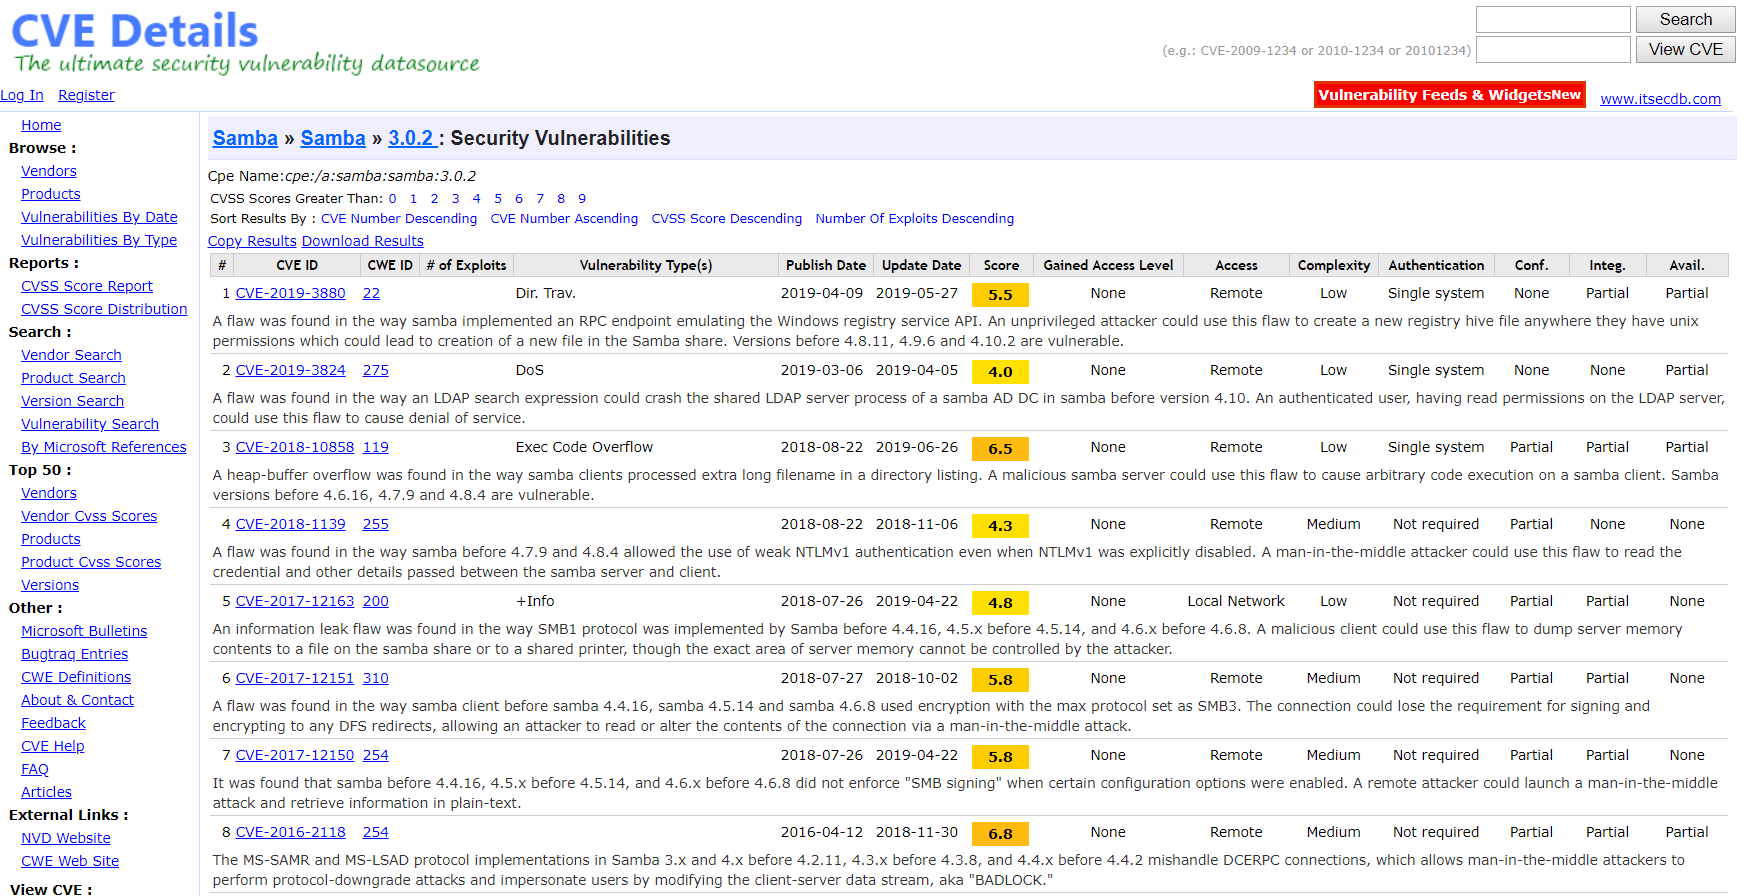 CVE Details
The ultimate security vulnerability datasource
Search
(e.g.: CVE-2009-1234 or 2010-1234 or 20101234)
View CVE
Log In Register
Vulnerability Feeds & WidgetsNew www.itsecdb.com
Home
Browse :
Vendors
Products
Vulnerabilities By Date
Vulnerabilities By Type
Reports :
CVSS Score Report
CVSS Score Distribution
Search :
Vendor Search
Product Search
Version Search
Vulnerability Search
By Microsoft References
Top 50 :
Vendors
Vendor Cvss Scores
Products
Product Cvss Scores
Versions
Other :
Microsoft Bulletins
Bugtraq Entries
CWE Definitions
About & Contact
Feedback
CVE Help
FAQ
Articles
External Links :
NVD Website
CWE Web Site
View CVE :
Samba » Samba » 3.0.2 : Security Vulnerabilities
Cpe Name:cpe:/a:samba:samba:3.0.2
CVSS Scores Greater Than: 0 1 2 3 4 5 6 7 8 9
Sort Results By : CVE Number Descending CVE Number Ascending CVSS Score Descending Number Of Exploits Descending
Copy Results Download Results
# CVE ID CWE ID # of Exploits Vulnerability Type(s) Publish Date Update Date Score Gained Access Level Access Complexity Authentication Conf. Integ. Avail.
1 CVE-2019-3880 22 Dir. Trav. 2019-04-09 2019-05-27 5.5 None Remote Low Single system None Partial Partial
A flaw was found in the way samba implemented an RPC endpoint emulating the Windows registry service API. An unprivileged attacker could use this flaw to create a new registry hive file anywhere they have unix
permissions which could lead to creation of a new file in the Samba share. Versions before 4.8.11, 4.9.6 and 4.10.2 are vulnerable.
2 CVE-2019-3824 275 DoS 2019-03-06 2019-04-05 4.0 None Remote Low Single system None None Partial
A flaw was found in the way an LDAP search expression could crash the shared LDAP server process of a samba AD DC in samba before version 4.10. An authenticated user, having read permissions on the LDAP server,
could use this flaw to cause denial of service.
3 CVE-2018-10858 119 Exec Code Overflow 2018-08-22 2019-06-26 6.5 None Remote Low Single system Partial Partial Partial
A heap-buffer overflow was found in the way samba clients processed extra long filename in a directory listing. A malicious samba server could use this flaw to cause arbitrary code execution on a samba client. Samba
versions before 4.6.16, 4.7.9 and 4.8.4 are vulnerable.
4 CVE-2018-1139 255 2018-08-22 2018-11-06 4.3 None Remote Medium Not required Partial None None
A flaw was found in the way samba before 4.7.9 and 4.8.4 allowed the use of weak NTLMv1 authentication even when NTLMv1 was explicitly disabled. A man-in-the-middle attacker could use this flaw to read the
credential and other details passed between the samba server and client.
5 CVE-2017-12163 200 +Info 2018-07-26 2019-04-22 4.8 None Local Network Low Not required Partial Partial None
An information leak flaw was found in the way SMB1 protocol was implemented by Samba before 4.4.16, 4.5.x before 4.5.14, and 4.6.x before 4.6.8. A malicious client could use this flaw to dump server memory
contents to a file on the samba share or to a shared printer, though the exact area of server memory cannot be controlled by the attacker.
6 CVE-2017-12151 310 2018-07-27 2018-10-02 5.8 None Remote Medium Not required Partial Partial None
A flaw was found in the way samba client before samba 4.4.16, samba 4.5.14 and samba 4.6.8 used encryption with the max protocol set as SMB3. The connection could lose the requirement for signing and
encrypting to any DFS redirects, allowing an attacker to read or alter the contents of the connection via a man-in-the-middle attack.
7 CVE-2017-12150 254 2018-07-26 2019-04-22 5.8 None Remote Medium Not required Partial Partial None
It was found that samba before 4.4.16, 4.5.x before 4.5.14, and 4.6.x before 4.6.8 did not enforce "SMB signing" when certain configuration options were enabled. A remote attacker could launch a man-in-the-middle
attack and retrieve information in plain-text.
8 CVE-2016-2118 254 2016-04-12 2018-11-30 6.8 None Remote Medium Not required Partial Partial Partial
The MS-SAMR and MS-LSAD protocol implementations in Samba 3.x and 4.x before 4.2.11, 4.3.x before 4.3.8, and 4.4.x before 4.4.2 mishandle DCERPC connections, which allows man-in-the-middle attackers to
perform protocol-downgrade attacks and impersonate users by modifying the client-server data stream, aka "BADLOCK."